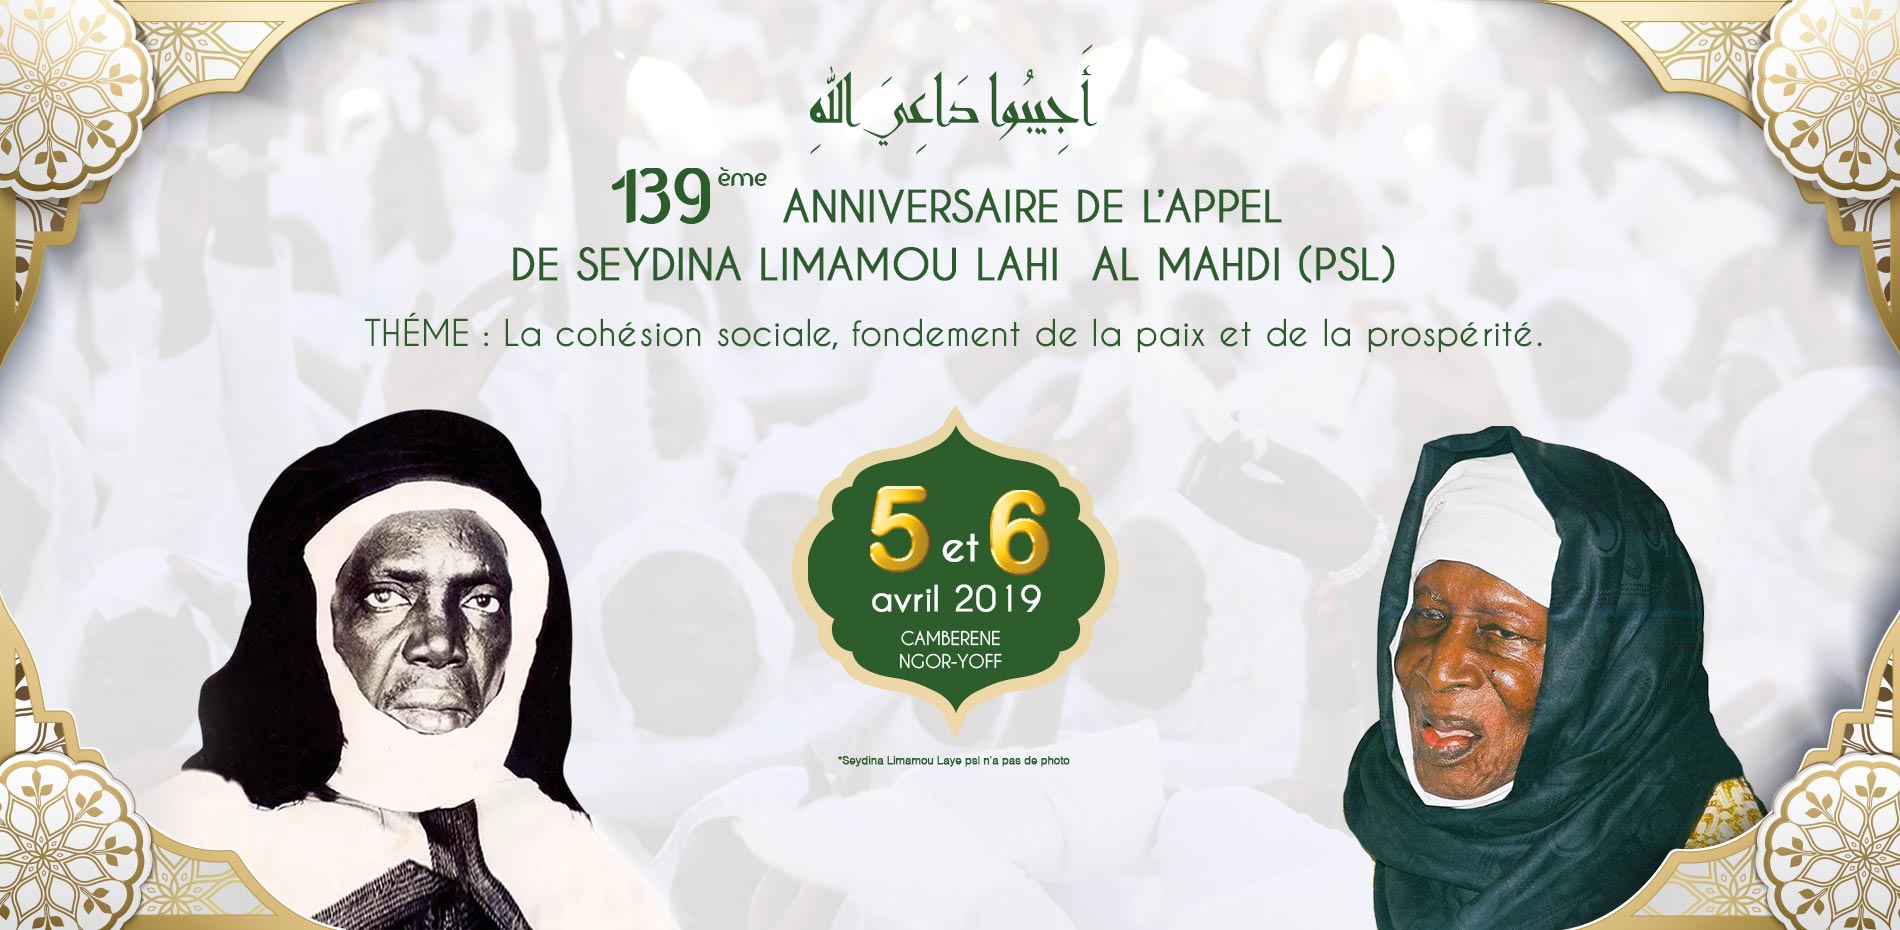 أَجِيبُوا دَاعِيَ اللهِ
139ème ANNIVERSAIRE DE L'APPEL
DE SEYDINA LIMAMOU LAHI AL MAHDI (PSL)
THÉME : La cohésion sociale, fondement de la paix et de la prospérité.
5 et 6
avril 2019
CAMBERENE
NGOR-YOFF
*Seydina Limamou Laye psl n'a pas de photo